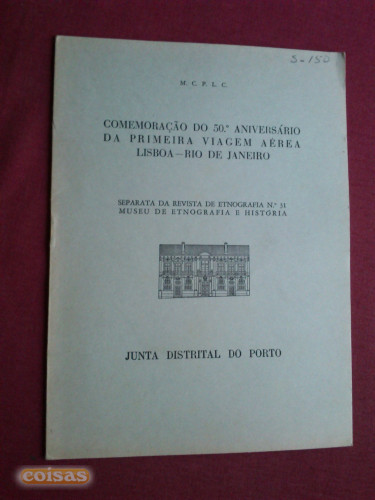 S-150
M. C. P. L. C.
COMEMORAÇÃO DO 50.º ANIVERSÁRIO
DA PRIMEIRA VIAGEM AÉREA
LISBOA—RIO DE JANEIRO
SEPARATA DA REVISTA DE ETNOGRAFIA N.º 31
MUSEU DE ETNOGRAFIA E HISTÓRIA
JUNTA DISTRITAL DO PORTO
coisas